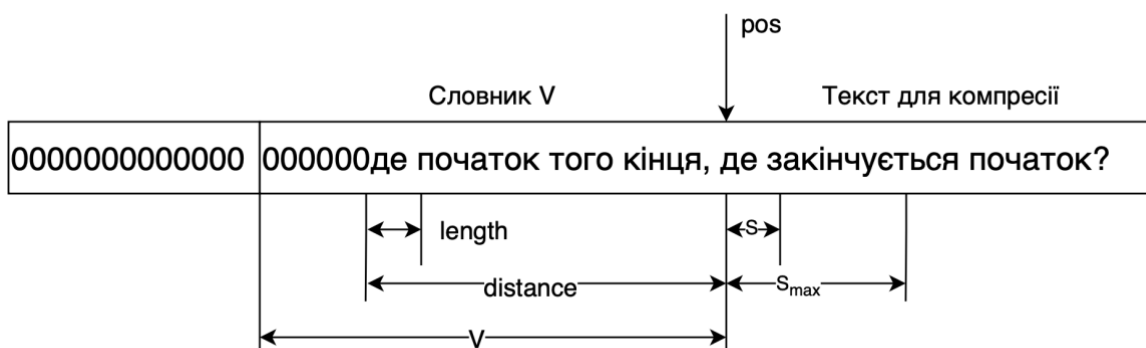 pos
Словник V
Текст для компресії
0000000000000 000000де початок того кінця, де закінчується початок?
length
S
distance
Smax
V